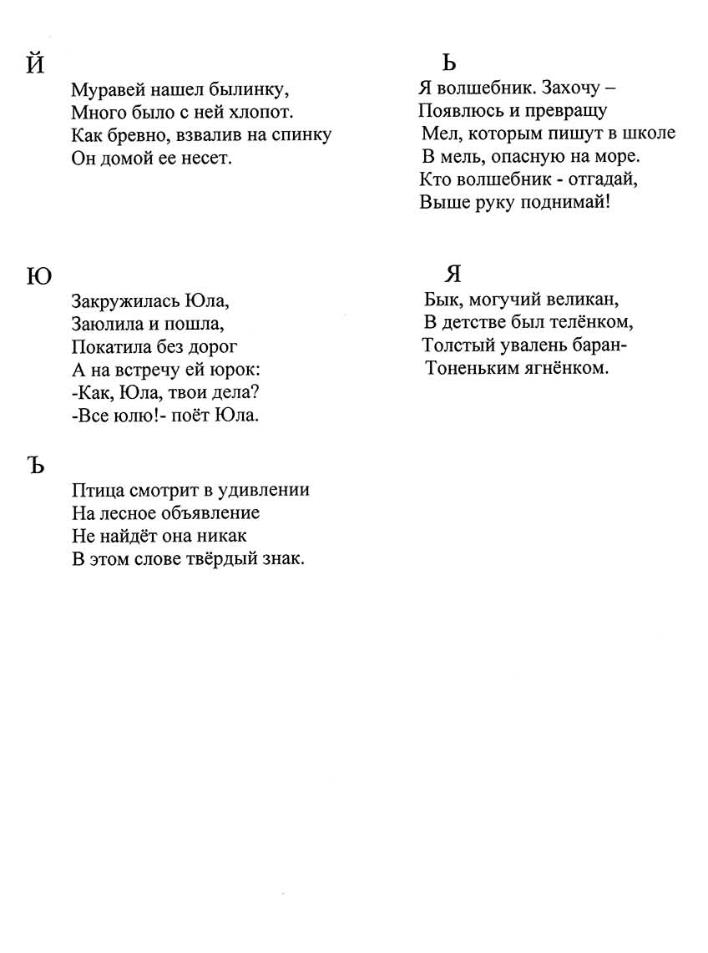 Й
Муравей нашел былинку,
Много было с ней хлопот.
Как бревно, взвалив на спинку
Он домой ее несет.
Ь
Я волшебник. Захочу –
Появлюсь и превращу
Мел, которым пишут в школе
В мель, опасную на море.
Кто волшебник - отгадай,
Выше руку поднимай!
Ю
Закружилась Юла,
Заюлила и пошла,
Покатила без дорог
А на встречу ей юрок:
-Как, Юла, твои дела?
-Все юлю!- поёт Юла.
Я
Бык, могучий великан,
В детстве был телёнком,
Толстый увалень баран-
Тоненьким ягнёнком.
Ъ
Птица смотрит в удивлении
На лесное объявление
Не найдёт она никак
В этом слове твёрдый знак.